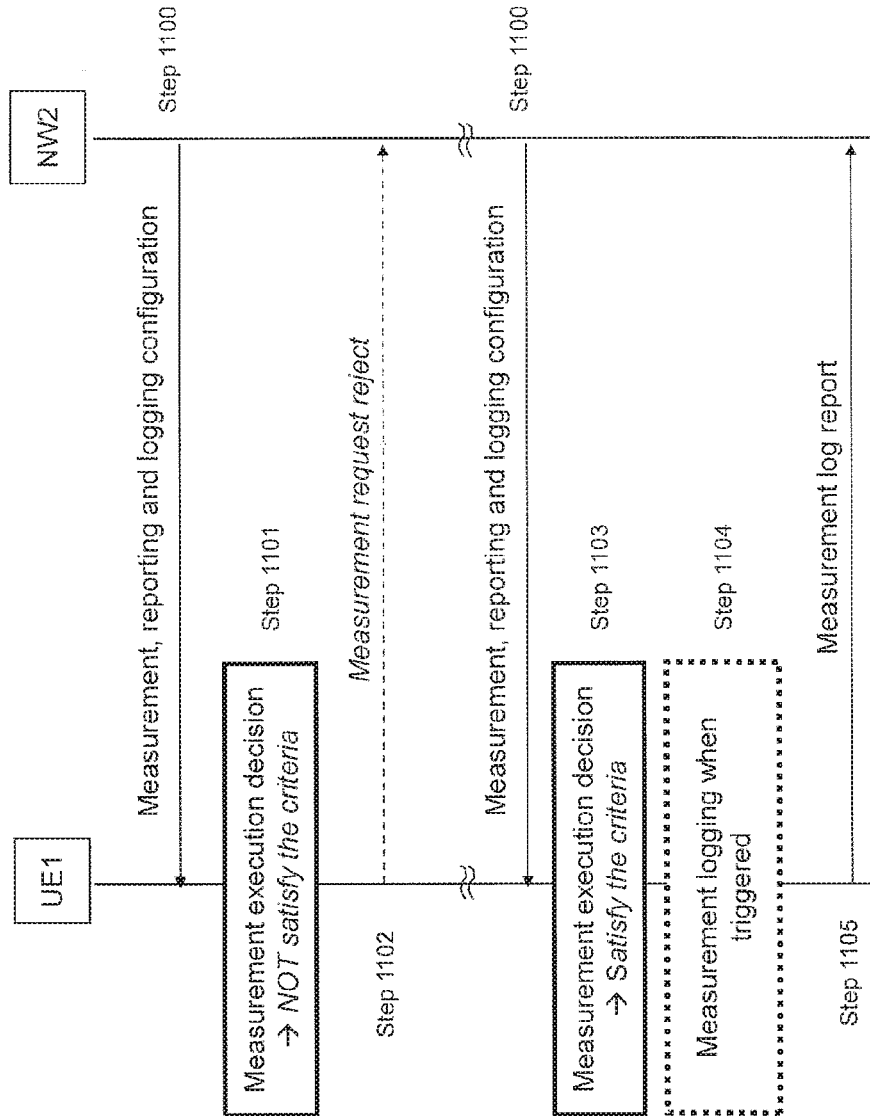 UE1
NW2
Measurement, reporting and logging configuration
Step 1100
Measurement execution decision
→ NOT satisfy the criteria
Step 1101
Measurement request reject
Step 1102
Measurement, reporting and logging configuration
Step 1100
Measurement execution decision
→ Satisfy the criteria
Step 1103
Measurement logging when
triggered
Step 1104
Measurement log report
Step 1105